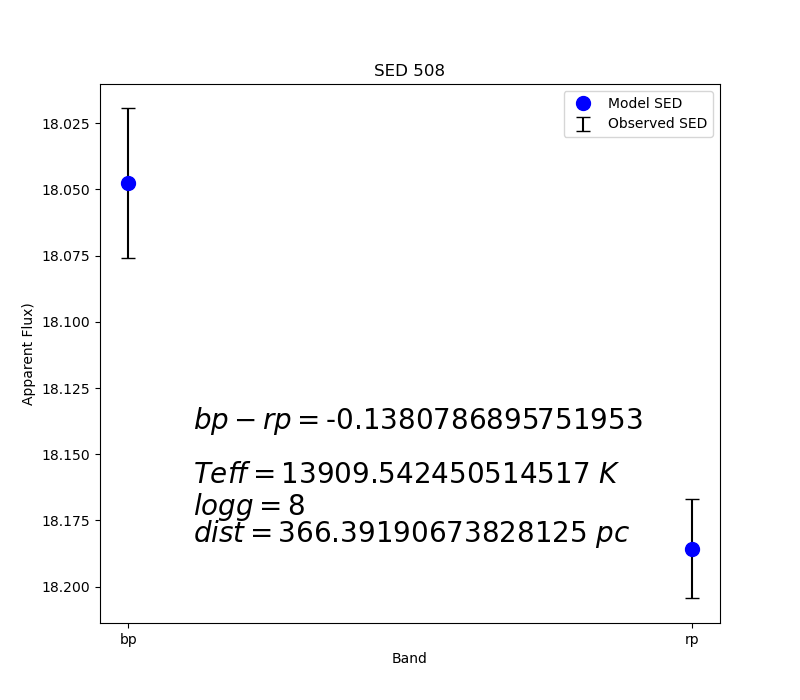 SED 508
Model SED
Observed SED
18.025
18.050
18.075
18.100
18.125
18.150
18.175
18.200
Apparent Flux)
bp − rp = -0.1380786895751953
Teff = 13909.542450514517 K
logg = 8
dist = 366.39190673828125 pc
bp
rp
Band